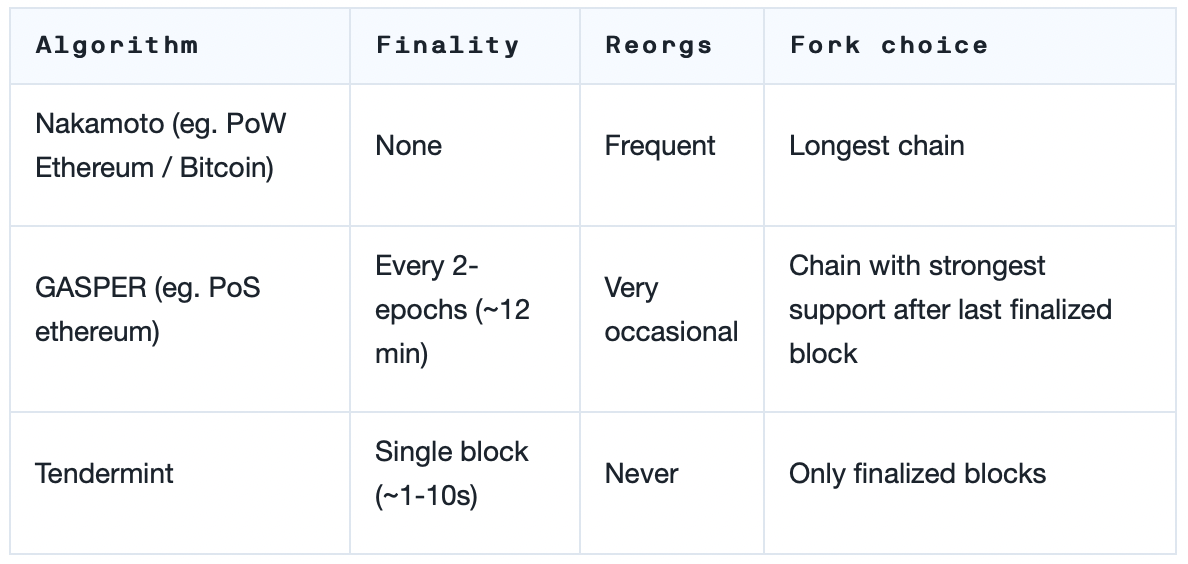 Algorithm Finality Reorgs Fork choice
Nakamoto (eg. PoW
Ethereum / Bitcoin)
None
Frequent
Longest chain
GASPER (eg. PoS
ethereum)
Every 2-
epochs (~12
min)
Very
occasional
Chain with strongest
support after last finalized
block
Tendermint
Single block
(~1-10s)
Never
Only finalized blocks